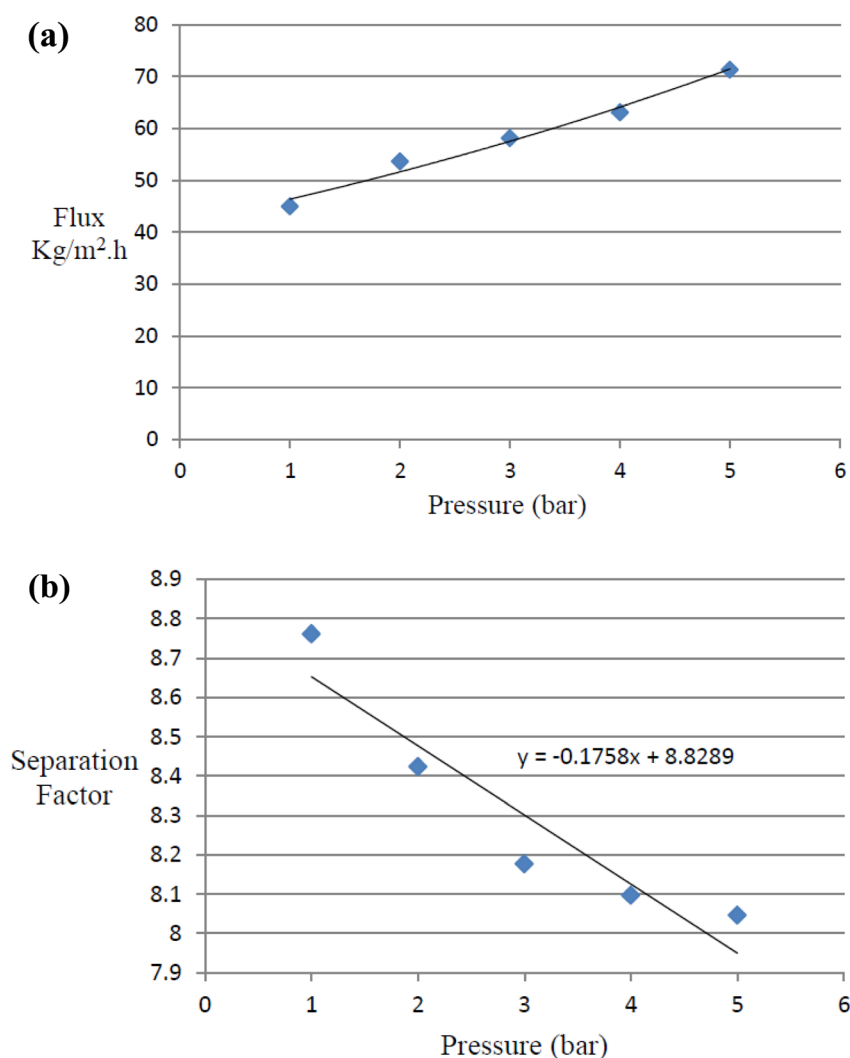 (a)
80
70
60
50
40
30
20
10
0
Flux
Kg/m².h
0 1 2 3 4 5 6
Pressure (bar)
(b)
8.9
8.8
8.7
8.6
8.5
8.4
8.3
8.2
8.1
8
7.9
Separation
Factor
y = -0.1758x + 8.8289
0 1 2 3 4 5 6
Pressure (bar)